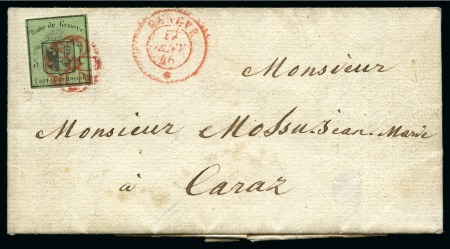 Poste de Genève
Port Cantonal
GENEVE
17
46
Monsieur
Monsieur Mossu Jean-Marie
à Caraz